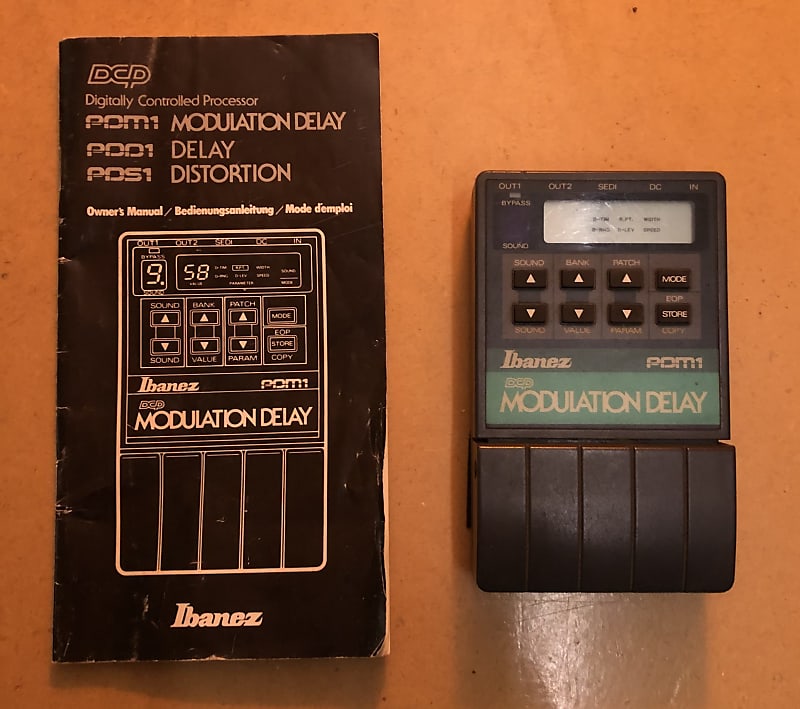 DCP
Digitally Controlled Processor
PDM1 MODULATION DELAY
PDD1 DELAY
PDS1 DISTORTION
Owner's Manual / Bedienungsanleitung / Mode d'emploi
OUT1 OUT2 SEDI DC IN
BYPASS
9. 58 D-TIM R.PT. WIDTH SOUND
D-RNG D-LEV SPEED
SOUND VALUE PARAMETER MODE
SOUND BANK PATCH
MODE
EDP
STORE
SOUND VALUE PARAM COPY
Ibanez PDM1
DCP
MODULATION DELAY
Ibanez
OUT1 OUT2 SEDI DC IN
BYPASS
D-TIM R.PT. WIDTH
D-RNG D-LEV SPEED
SOUND
SOUND BANK PATCH
MODE
EDP
STORE
SOUND VALUE PARAM COPY
Ibanez PDM1
DCP
MODULATION DELAY